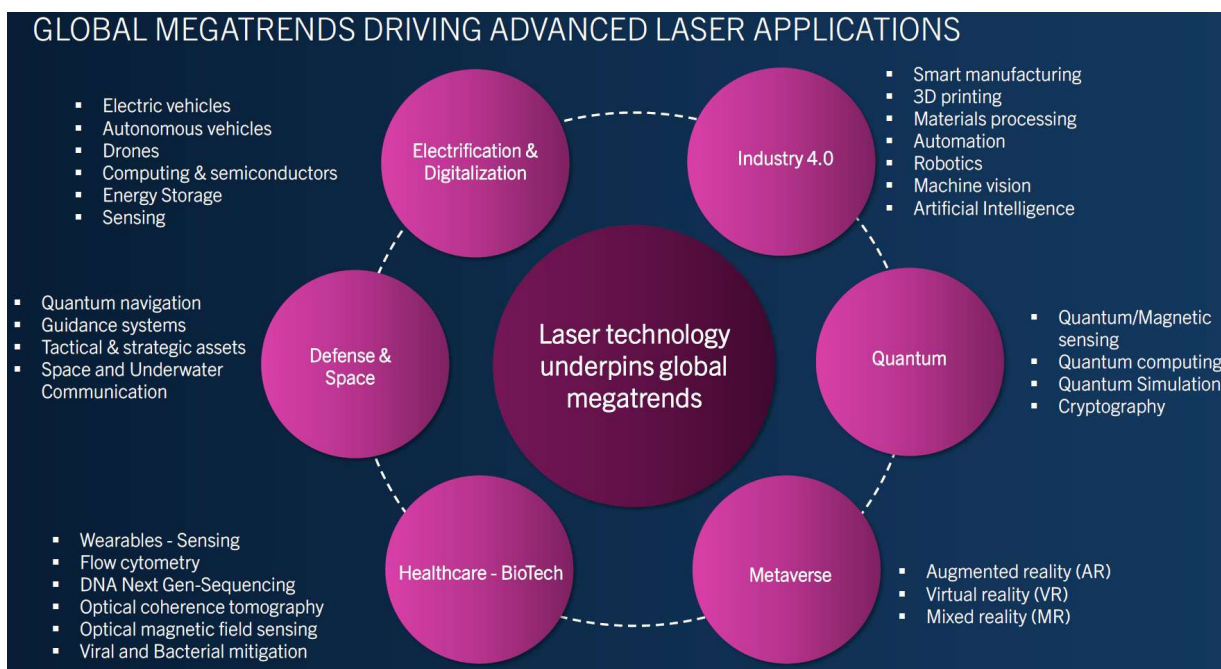 GLOBAL MEGATRENDS DRIVING ADVANCED LASER APPLICATIONS
▪ Electric vehicles
▪ Autonomous vehicles
▪ Drones
▪ Computing & semiconductors
▪ Energy Storage
▪ Sensing
Electrification &
Digitalization
Industry 4.0
▪ Smart manufacturing
▪ 3D printing
▪ Materials processing
▪ Automation
▪ Robotics
▪ Machine vision
▪ Artificial Intelligence
▪ Quantum navigation
▪ Guidance systems
▪ Tactical & strategic assets
▪ Space and Underwater
Communication
Defense &
Space
Laser technology
underpins global
megatrends
Quantum
▪ Quantum/Magnetic
sensing
▪ Quantum computing
▪ Quantum Simulation
▪ Cryptography
▪ Wearables - Sensing
▪ Flow cytometry
▪ DNA Next Gen-Sequencing
▪ Optical coherence tomography
▪ Optical magnetic field sensing
▪ Viral and Bacterial mitigation
Healthcare - BioTech
Metaverse
▪ Augmented reality (AR)
▪ Virtual reality (VR)
▪ Mixed reality (MR)